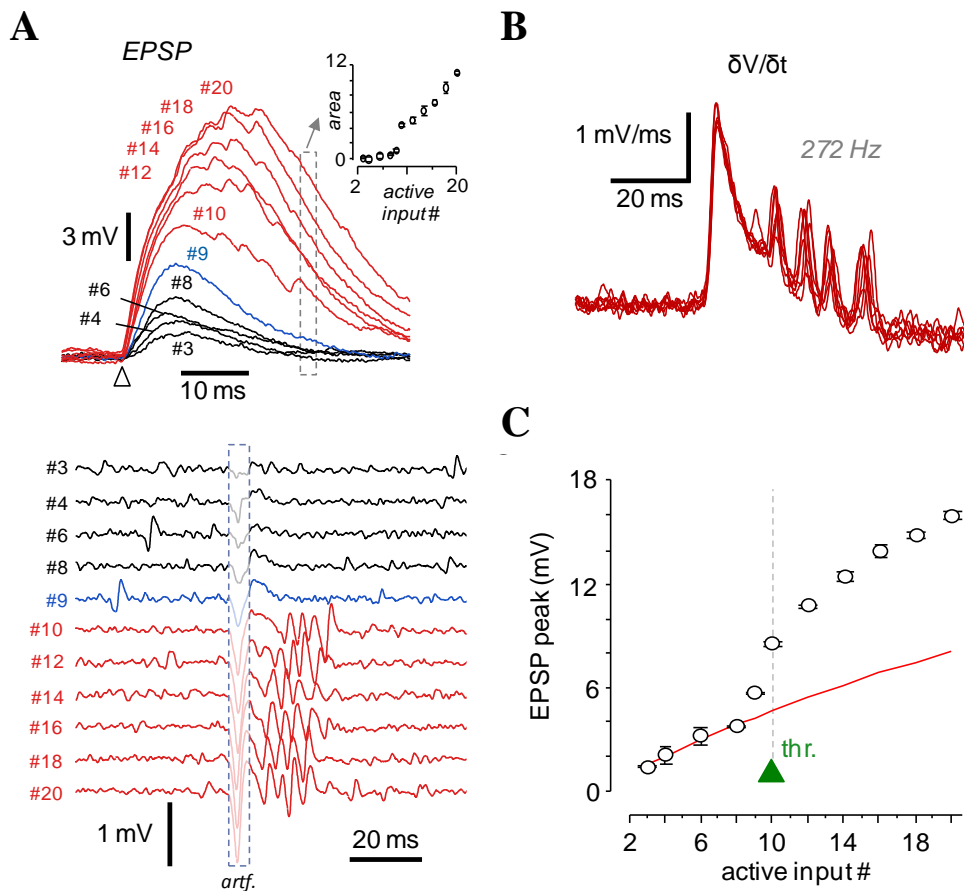 A
EPSP
#20
#18
#16
#14
#12
#10
#9
#8
#6
#4
#3
3 mV
10 ms
12
area
0
2
20
active
input #
B
δV/δt
1 mV/ms
20 ms
272 Hz
#3
#4
#6
#8
#9
#10
#12
#14
#16
#18
#20
1 mV
20 ms
artf.
C
18
12
6
0
EPSP peak (mV)
thr.
2 6 10 14 18
active input #